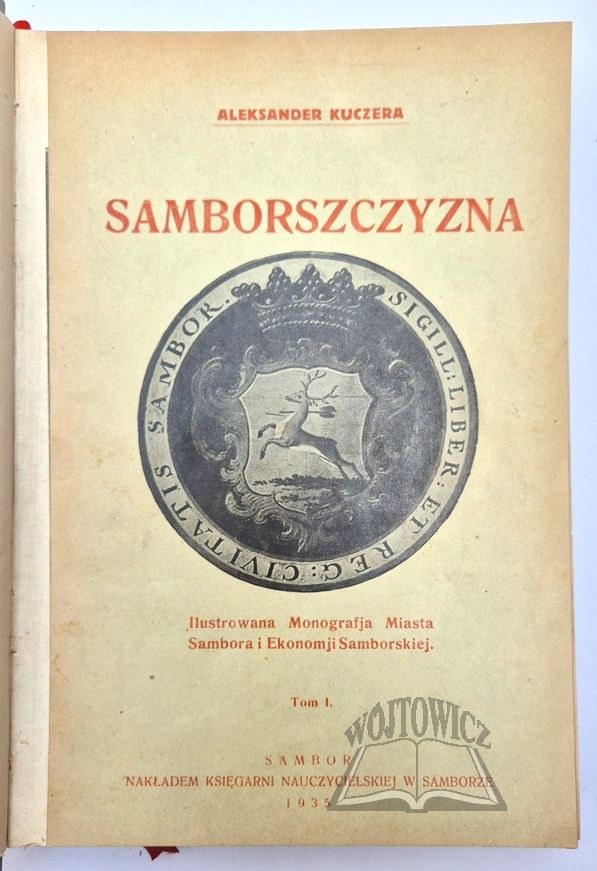 ALEKSANDER KUCZERA
SAMBORSZCZYZNA
SIGILL: LIBER: ET REG: CIVITATIS SAMBOR.
Ilustrowana Monografja Miasta
Sambora i Ekonomji Samborskiej.
Tom I.
WÓJTOWICZ
SAMBOR
NAKŁADEM KSIĘGARNI NAUCZYCIELSKIEJ W SAMBORZE
1935